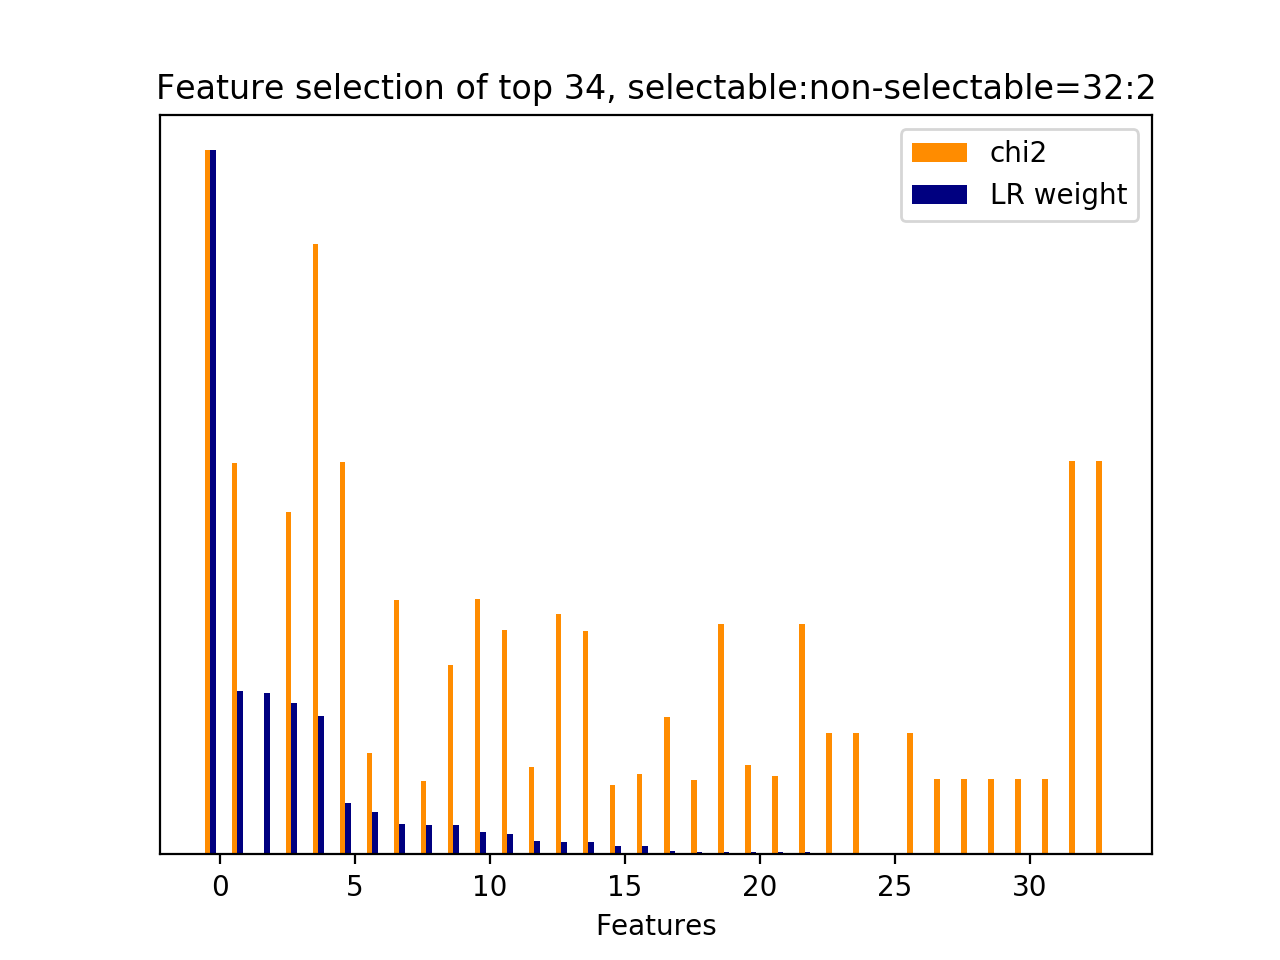 Feature selection of top 34, selectable:non-selectable=32:2
chi2
LR weight
0 5 10 15 20 25 30
Features